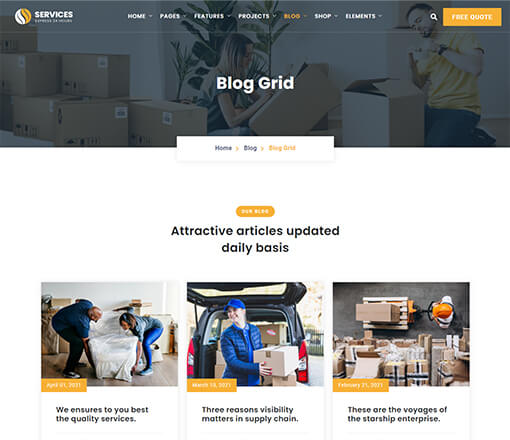 SERVICES
EXPRESS 24 HOURS
HOME PAGES FEATURES PROJECTS BLOG SHOP ELEMENTS
FREE QUOTE
Blog Grid
Home Blog Blog Grid
OUR BLOG
Attractive articles updated
daily basis
April 01, 2021
March 10, 2021
February 21, 2021
We ensures to you best
the quality services.
Three reasons visibility
matters in supply chain.
These are the voyages of
the starship enterprise.